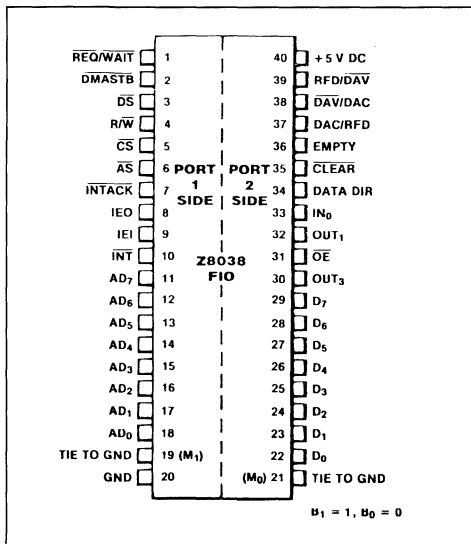 REQ/WAIT 1 40 +5 V DC
DMASTB 2 39 RFD/DAV
DS 3 38 DAV/DAC
R/W 4 37 DAC/RFD
CS 5 36 EMPTY
AS 6 PORT PORT 35 CLEAR
INTACK 7 1 2 34 DATA DIR
SIDE SIDE
IEO 8 33 IN₀
IEI 9 32 OUT₁
INT 10 Z8038 31 OE
AD₇ 11 FIO 30 OUT₃
AD₆ 12 29 D₇
AD₅ 13 28 D₆
AD₄ 14 27 D₅
AD₃ 15 26 D₄
AD₂ 16 25 D₃
AD₁ 17 24 D₂
AD₀ 18 23 D₁
TIE TO GND 19 (M₁) 22 D₀
GND 20 (M₀) 21 TIE TO GND
B₁ = 1, B₀ = 0